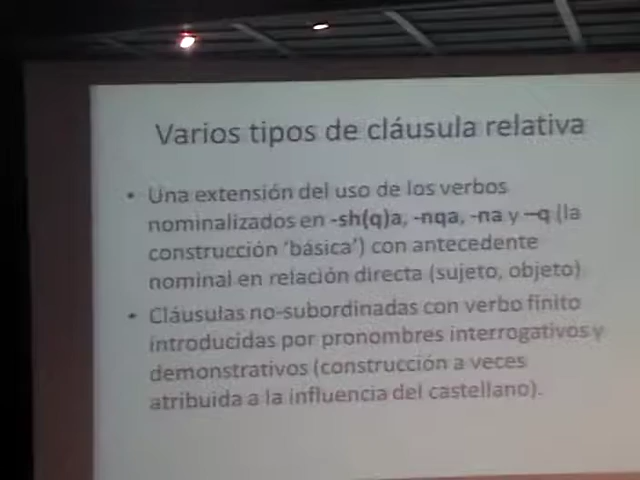 Varios tipos de cláusula relativa
• Una extensión del uso de los verbos
nominalizados en -sh(q)a, -nqa, -na y –q (la
construcción ‘básica’) con antecedente
nominal en relación directa (sujeto, objeto)
• Cláusulas no-subordinadas con verbo finito
introducidas por pronombres interrogativos y
demonstrativos (construcción a veces
atribuida a la influencia del castellano).